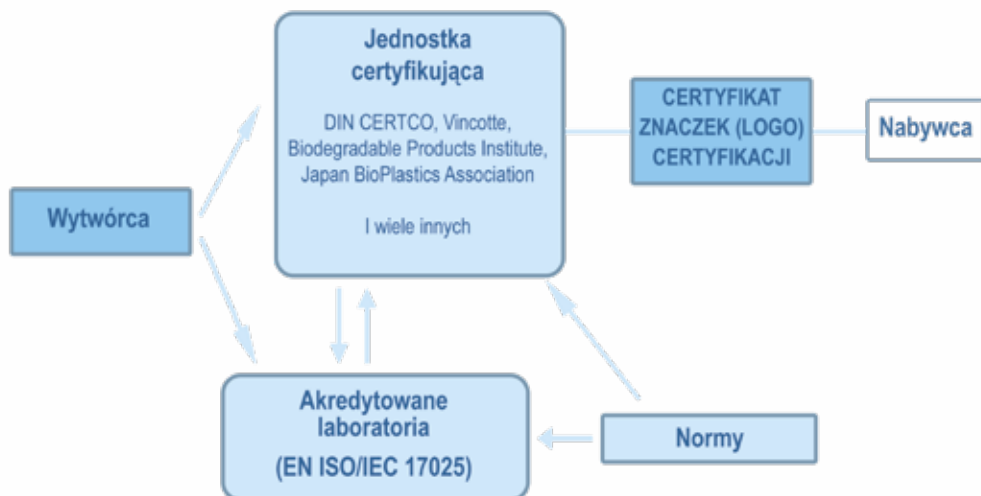 Jednostka
certyfikująca
DIN CERTCO, Vincotte,
Biodegradable Products Institute,
Japan BioPlastics Association
I wiele innych
CERTYFIKAT
ZNACZEK (LOGO)
CERTYFIKACJI
Nabywca
Wytwórca
Akredytowane
laboratoria
(EN ISO/IEC 17025)
Normy